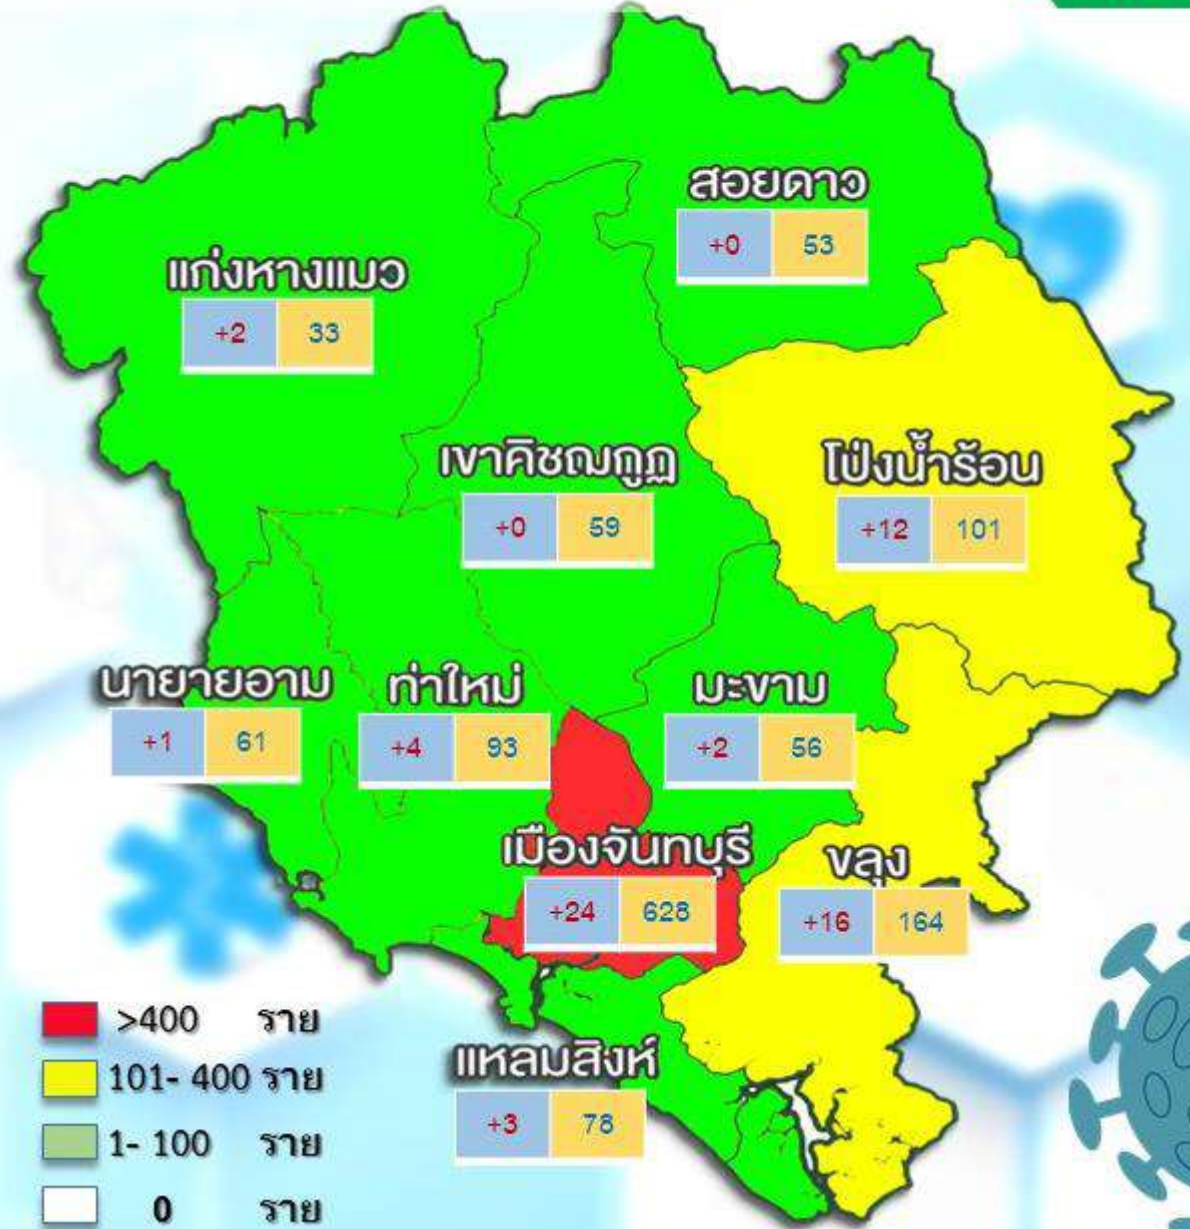 สอยดาว
+0 53
แก่งหางแมว
+2 33
เขาคิชฌกูฏ
+0 59
โป่งน้ำร้อน
+12 101
นายายอาม
+1 61
ท่าใหม่
+4 93
มะขาม
+2 56
เมืองจันทบุรี
+24 628
ขลุง
+16 164
แหลมสิงห์
+3 78
>400 ราย
101- 400 ราย
1- 100 ราย
0 ราย